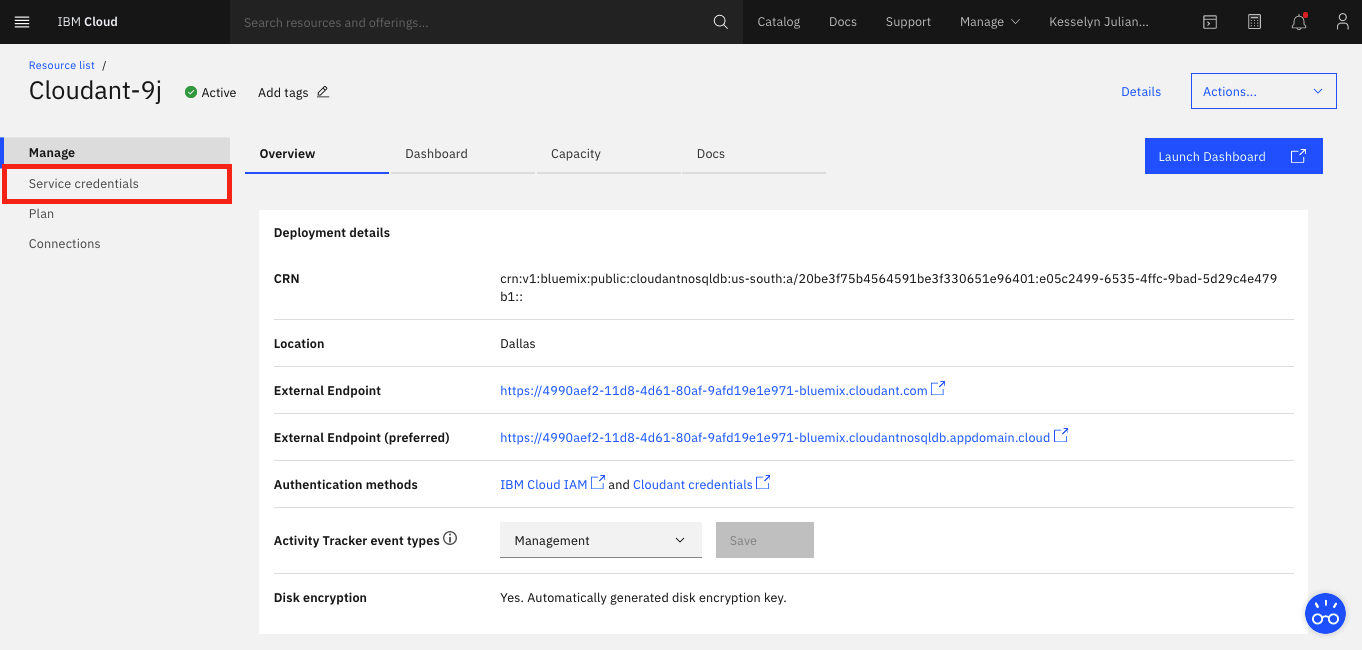 IBM Cloud
Search resources and offerings...
Catalog
Docs
Support
Manage
Kesselyn Julian...
Resource list /
Cloudant-9j
Active
Add tags
Details
Actions...
Manage
Service credentials
Plan
Connections
Overview
Dashboard
Capacity
Docs
Launch Dashboard
Deployment details
CRN
crn:v1:bluemix:public:cloudantnosqldb:us-south:a/20be3f75b4564591be3f330651e96401:e05c2499-6535-4ffc-9bad-5d29c4e479
b1::
Location
Dallas
External Endpoint
https://4990aef2-11d8-4d61-80af-9afd19e1e971-bluemix.cloudant.com
External Endpoint (preferred)
https://4990aef2-11d8-4d61-80af-9afd19e1e971-bluemix.cloudantnosqldb.appdomain.cloud
Authentication methods
IBM Cloud IAM and Cloudant credentials
Activity Tracker event types
Management
Save
Disk encryption
Yes. Automatically generated disk encryption key.